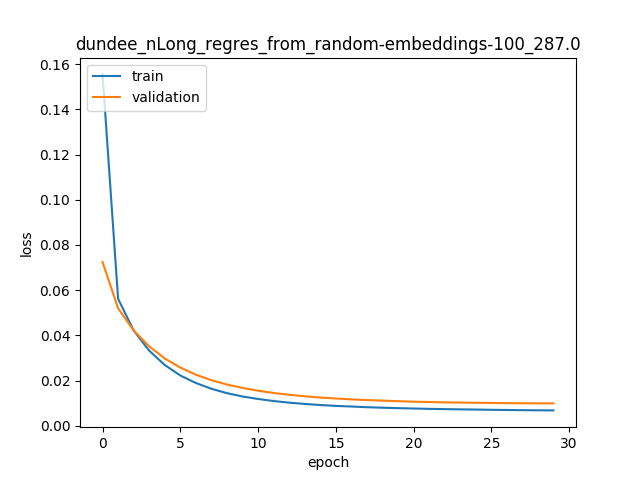 dundee_nLong_regres_from_random-embeddings-100_287.0
train
validation
0.16
0.14
0.12
0.10
0.08
0.06
0.04
0.02
0.00
loss
0 5 10 15 20 25 30
epoch